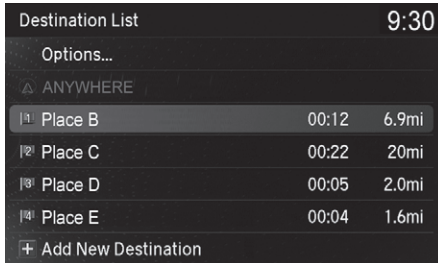 Destination List 9:30
Options...
ANYWHERE
1 Place B 00:12 6.9mi
2 Place C 00:22 20mi
3 Place D 00:05 2.0mi
4 Place E 00:04 1.6mi
+ Add New Destination